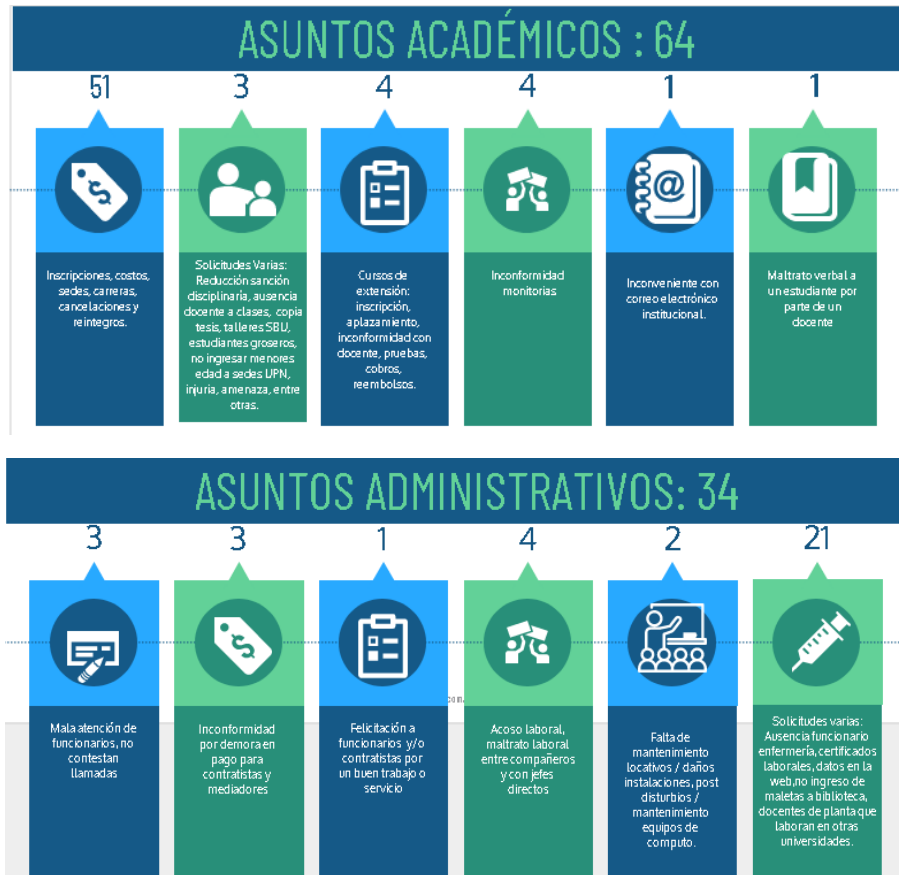 ASUNTOS ACADÉMICOS : 64
51
3
4
4
1
1
Inscripciones, costos,
sedes, carreras,
cancelaciones y
reintegros.
Solicitudes Varias:
Reducción sanción
disciplinaria, ausencia
docente a clases, copia
tesis, talleres SBU,
estudiantes groseros,
no ingresar menores
edad a sedes UPN,
injuria, amenaza, entre
otras.
Cursos de
extensión:
inscripción,
aplazamiento,
inconformidad con
docente, pruebas,
cobros,
reembolsos.
Inconformidad
monitorias
Inconveniente con
correo electrónico
institucional.
Maltrato verbal a
un estudiante por
parte de un
docente
ASUNTOS ADMINISTRATIVOS: 34
3
3
1
4
2
21
Mala atención de
funcionarios, no
contestan
llamadas
Inconformidad
por demora en
pago para
contratistas y
mediadores
Felicitación a
funcionarios y/o
contratistas por
un buen trabajo o
servicio
Acoso laboral,
maltrato laboral
entre compañeros
y con jefes
directos
Falta de
mantenimiento
locativos / daños
instalaciones, post
disturbios /
mantenimiento
equipos de
computo.
Solicitudes varias:
Ausencia funcionario
enfermería, certificados
laborales, datos en la
web,no ingreso de
maletas a biblioteca,
docentes de planta que
laboran en otras
universidades.